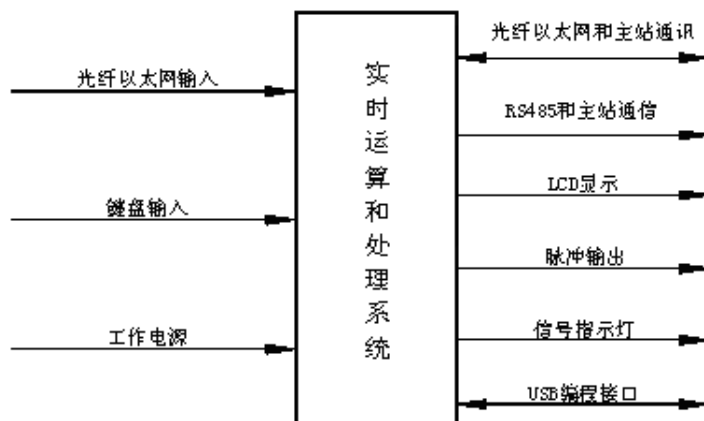 光纤以太网输入
键盘输入
工作电源
实时运算和处理系统
光纤以太网和主站通讯
RS485和主站通信
LCD显示
脉冲输出
信号指示灯
USB编程接口